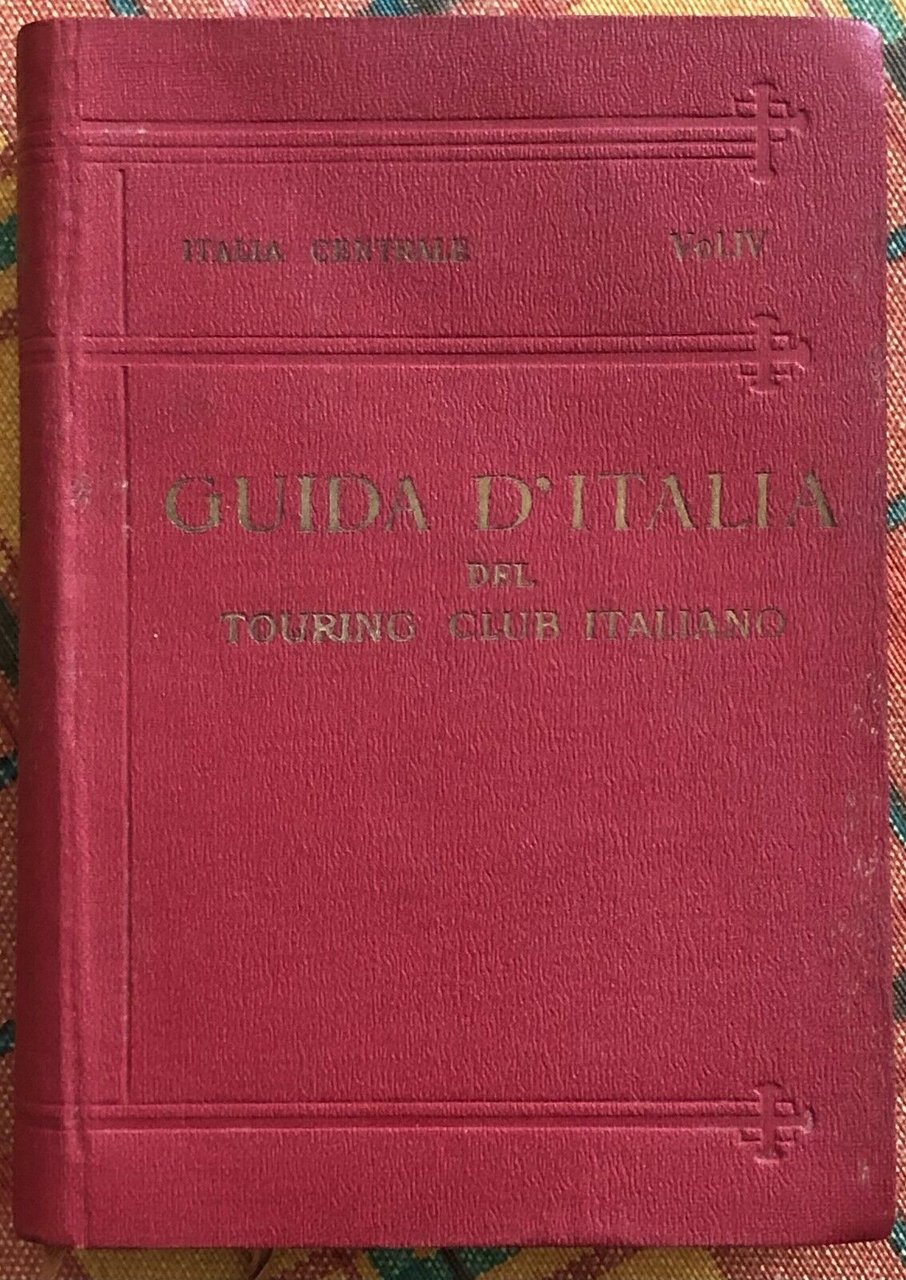 ITALIA CENTRALE Vol.IV
GUIDA D'ITALIA
DEL
TOURING CLUB ITALIANO